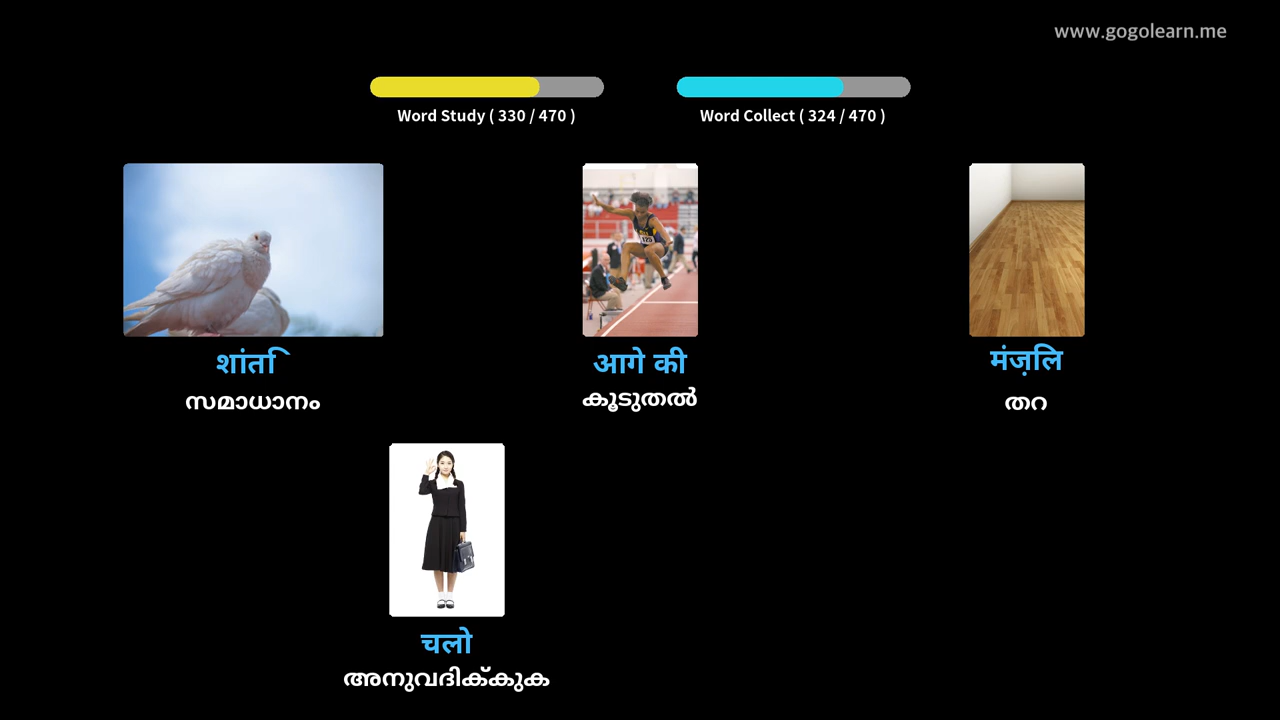 www.gogolearn.me
Word Study ( 330 / 470 )
Word Collect ( 324 / 470 )
शांति
आगे की
मंज़िल
സമാധാനം
കൂടുതൽ
തറ
चलो
അനുവദിക്കുക